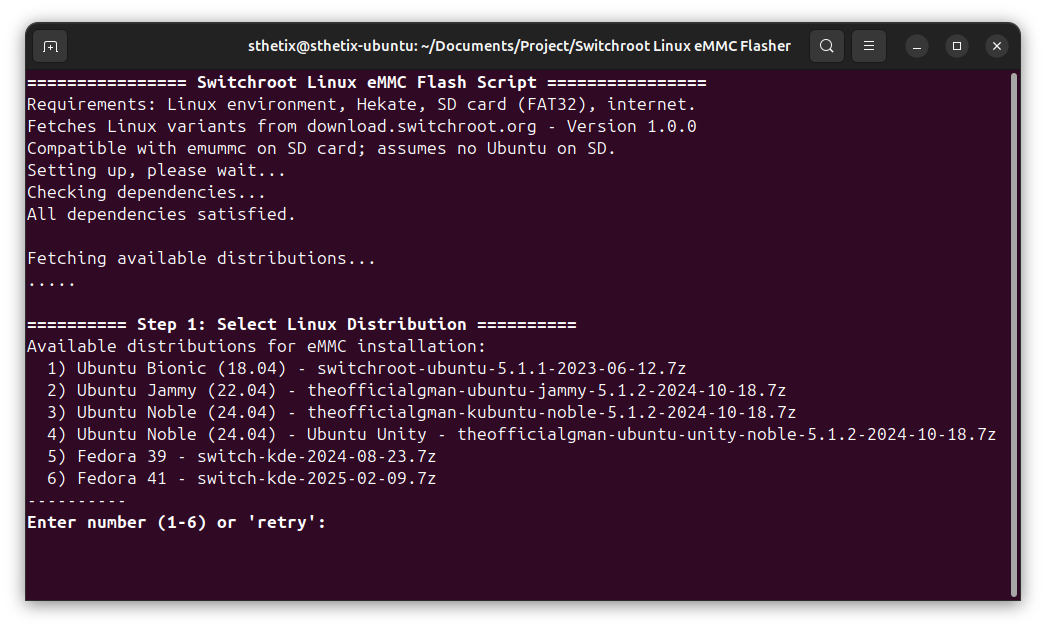 sthetix@sthetix-ubuntu: ~/Documents/Project/Switchroot Linux eMMC Flasher
================ Switchroot Linux eMMC Flash Script ================
Requirements: Linux environment, Hekate, SD card (FAT32), internet.
Fetches Linux variants from download.switchroot.org - Version 1.0.0
Compatible with emummc on SD card; assumes no Ubuntu on SD.
Setting up, please wait...
Checking dependencies...
All dependencies satisfied.
Fetching available distributions...
.....
========== Step 1: Select Linux Distribution ==========
Available distributions for eMMC installation:
1) Ubuntu Bionic (18.04) - switchroot-ubuntu-5.1.1-2023-06-12.7z
2) Ubuntu Jammy (22.04) - theofficialgman-ubuntu-jammy-5.1.2-2024-10-18.7z
3) Ubuntu Noble (24.04) - theofficialgman-kubuntu-noble-5.1.2-2024-10-18.7z
4) Ubuntu Noble (24.04) - Ubuntu Unity - theofficialgman-ubuntu-unity-noble-5.1.2-2024-10-18.7z
5) Fedora 39 - switch-kde-2024-08-23.7z
6) Fedora 41 - switch-kde-2025-02-09.7z
----------
Enter number (1-6) or 'retry':